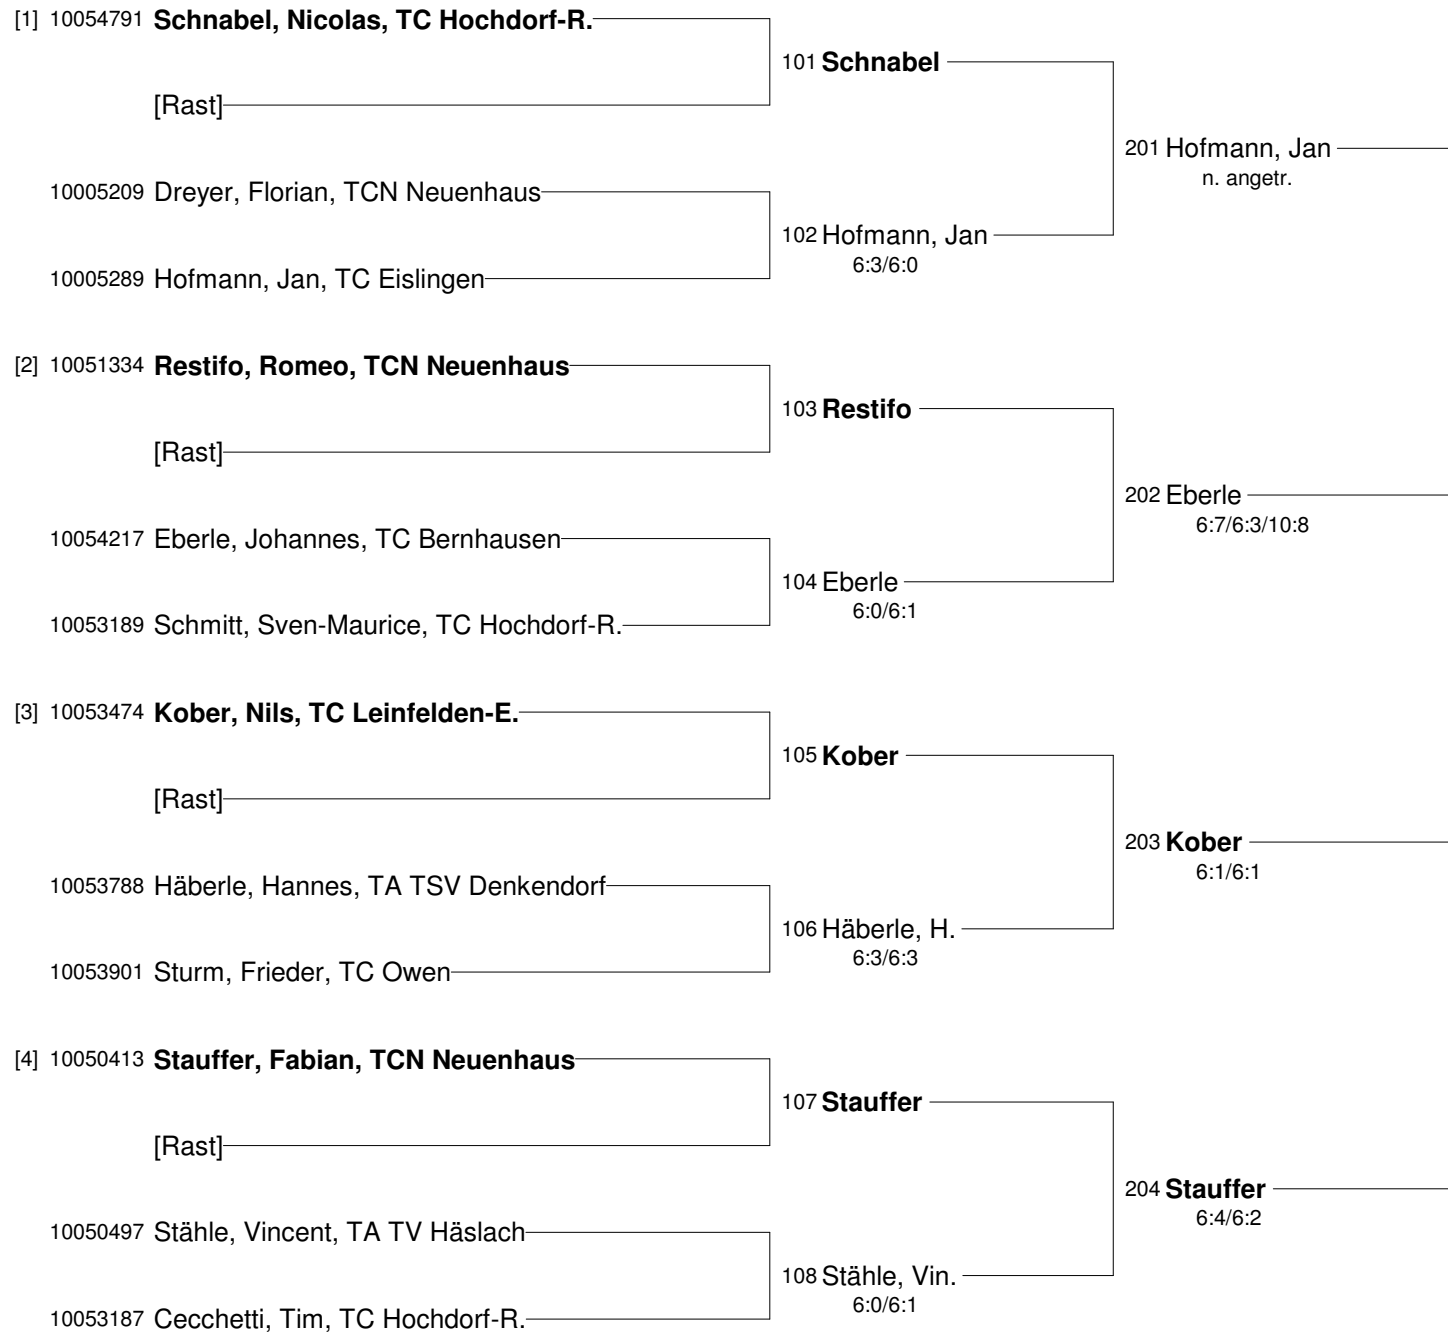 [1] 10054791 Schnabel, Nicolas, TC Hochdorf-R.
101 Schnabel
[Rast]
201 Hofmann, Jan
n. angetr.
10005209 Dreyer, Florian, TCN Neuenhaus
102 Hofmann, Jan
6:3/6:0
10005289 Hofmann, Jan, TC Eislingen
[2] 10051334 Restifo, Romeo, TCN Neuenhaus
103 Restifo
[Rast]
202 Eberle
6:7/6:3/10:8
10054217 Eberle, Johannes, TC Bernhausen
104 Eberle
6:0/6:1
10053189 Schmitt, Sven-Maurice, TC Hochdorf-R.
[3] 10053474 Kober, Nils, TC Leinfelden-E.
105 Kober
[Rast]
203 Kober
6:1/6:1
10053788 Häberle, Hannes, TA TSV Denkendorf
106 Häberle, H.
6:3/6:3
10053901 Sturm, Frieder, TC Owen
[4] 10050413 Stauffer, Fabian, TCN Neuenhaus
107 Stauffer
[Rast]
204 Stauffer
6:4/6:2
10050497 Stähle, Vincent, TA TV Häslach
108 Stähle, Vin.
6:0/6:1
10053187 Cecchetti, Tim, TC Hochdorf-R.